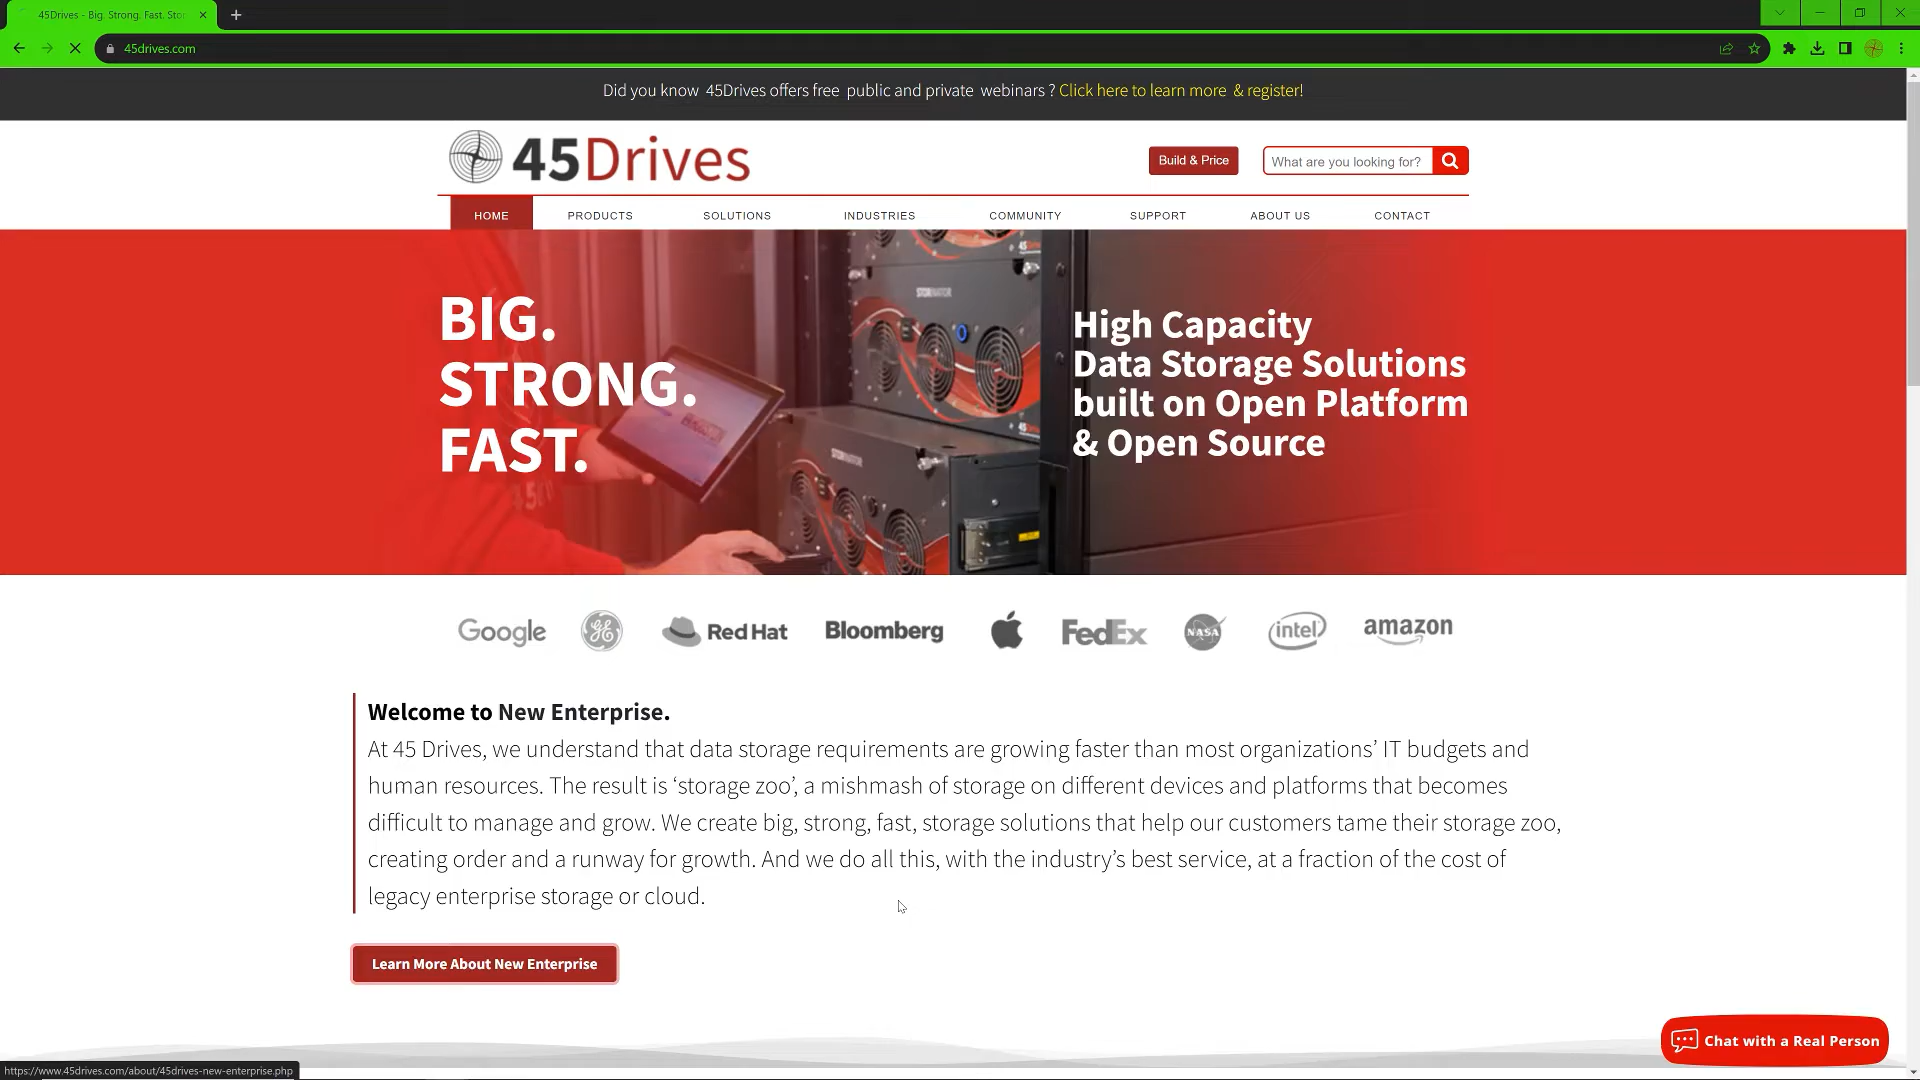 45Drives - Big. Strong. Fast. Stor
45drives.com
Did you know 45Drives offers free public and private webinars ? Click here to learn more & register!
45Drives
Build & Price
What are you looking for?
HOME PRODUCTS SOLUTIONS INDUSTRIES COMMUNITY SUPPORT ABOUT US CONTACT
BIG.
STRONG.
FAST.
High Capacity
Data Storage Solutions
built on Open Platform
& Open Source
STORINATOR
STORINATOR
Google GE Red Hat Bloomberg FedEx NASA intel amazon
Welcome to New Enterprise.
At 45 Drives, we understand that data storage requirements are growing faster than most organizations’ IT budgets and
human resources. The result is ‘storage zoo’, a mishmash of storage on different devices and platforms that becomes
difficult to manage and grow. We create big, strong, fast, storage solutions that help our customers tame their storage zoo,
creating order and a runway for growth. And we do all this, with the industry’s best service, at a fraction of the cost of
legacy enterprise storage or cloud.
Learn More About New Enterprise
Chat with a Real Person
https://www.45drives.com/about/45drives-new-enterprise.php